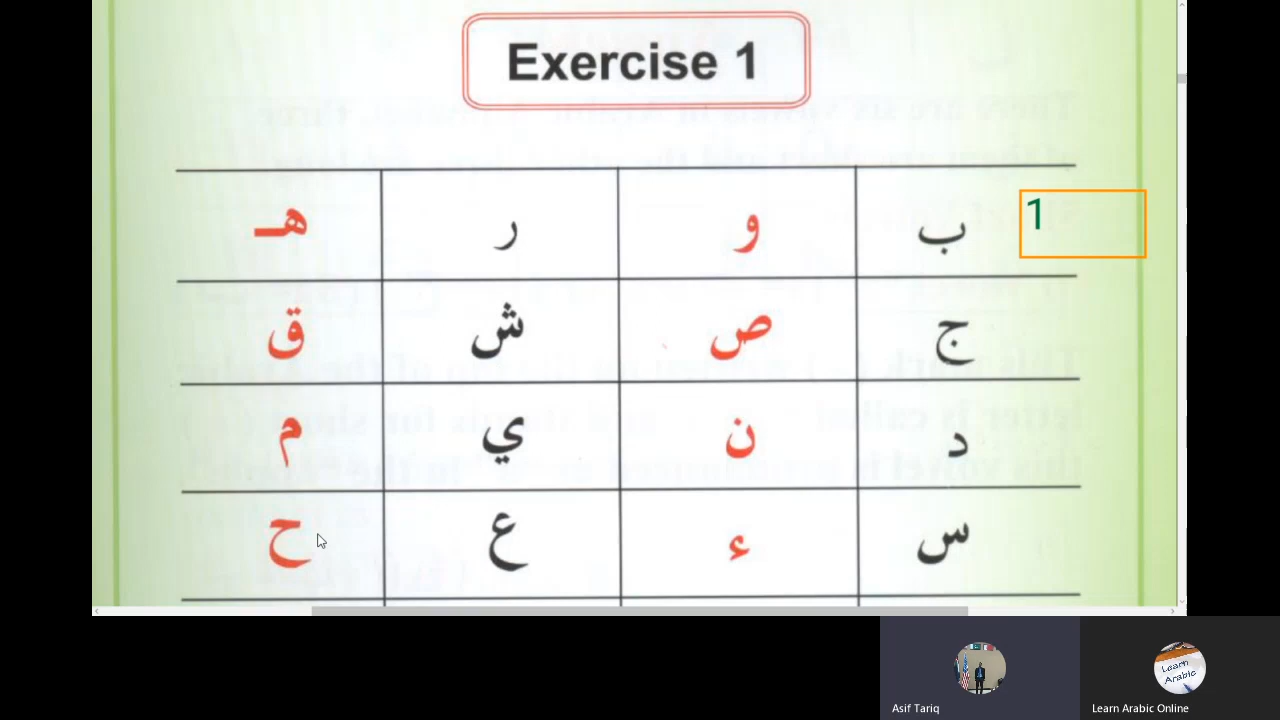 Exercise 1
ب و ر هـ
1
ج ص ش ق
د ن ي م
س ء ع ح
Asif Tariq
Learn Arabic
Learn Arabic Online